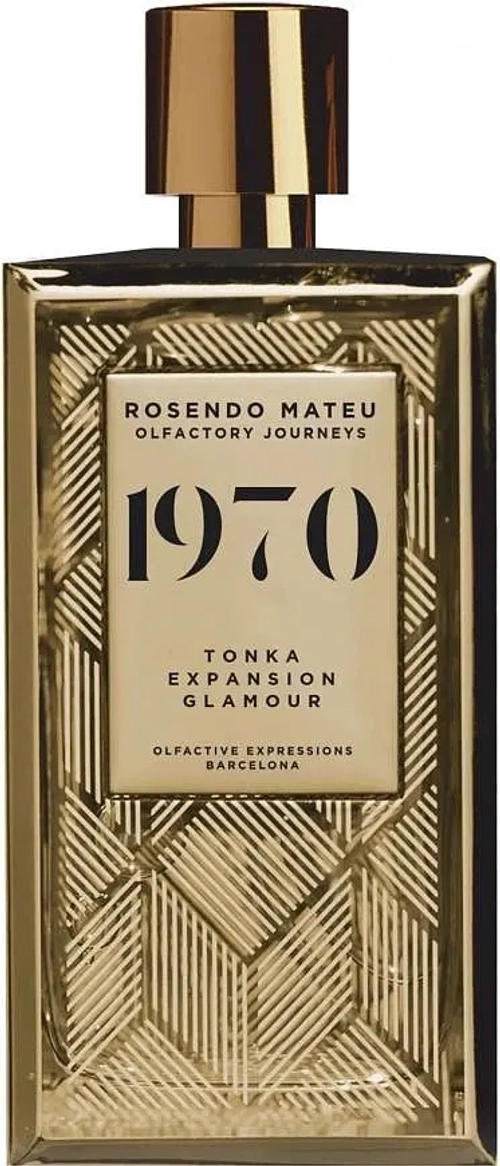 ROSENDO MATEU
OLFACTORY JOURNEYS
1970
TONKA
EXPANSION
GLAMOUR
OLFACTIVE EXPRESSIONS
BARCELONA